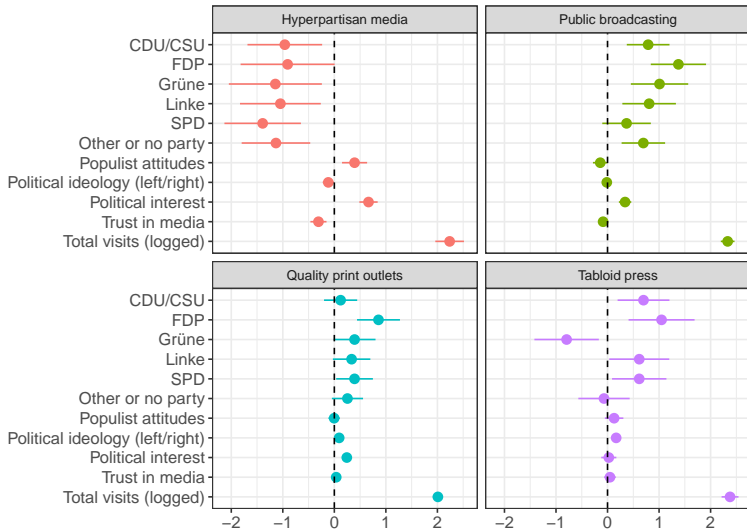 Hyperpartisan media
Public broadcasting
CDU/CSU
FDP
Grüne
Linke
SPD
Other or no party
Populist attitudes
Political ideology (left/right)
Political interest
Trust in media
Total visits (logged)
Quality print outlets
Tabloid press
CDU/CSU
FDP
Grüne
Linke
SPD
Other or no party
Populist attitudes
Political ideology (left/right)
Political interest
Trust in media
Total visits (logged)
−2 −1 0 1 2
−2 −1 0 1 2